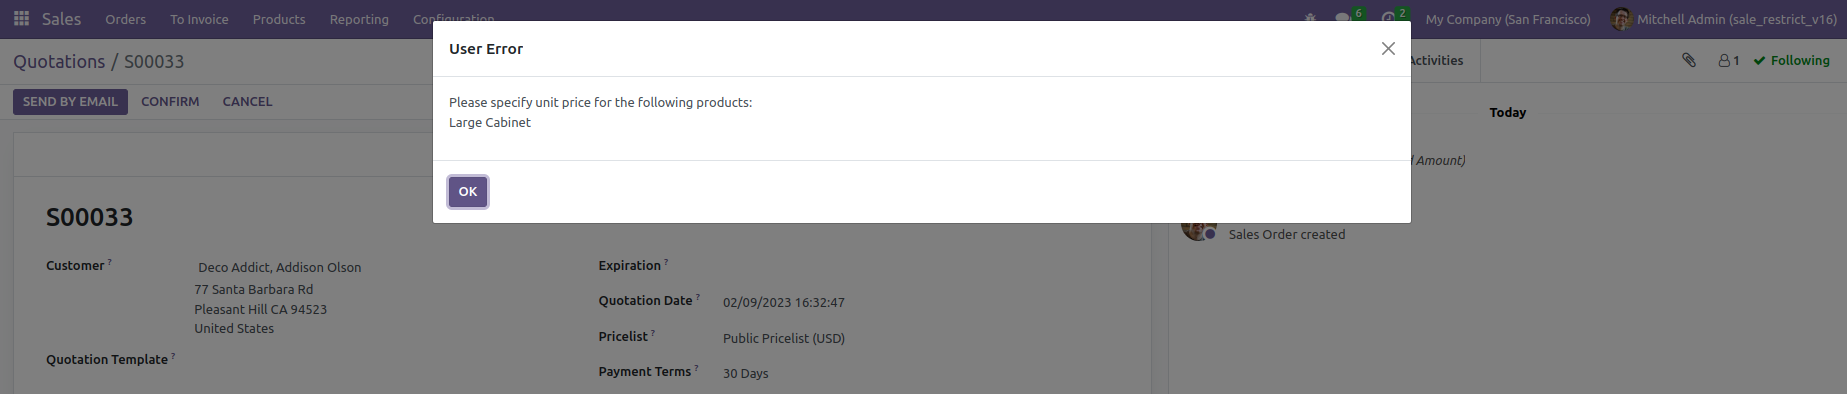 Sales Orders To Invoice Products Reporting Configuration 6 2 My Company (San Francisco) Mitchell Admin (sale_restrict_v16)
User Error
Quotations / S00033
Activities 1 Following
SEND BY EMAIL CONFIRM CANCEL
Please specify unit price for the following products:
Large Cabinet
Today
Amount)
OK
S00033
Sales Order created
Customer ? Deco Addict, Addison Olson
77 Santa Barbara Rd
Pleasant Hill CA 94523
United States
Quotation Template ?
Expiration ?
Quotation Date ? 02/09/2023 16:32:47
Pricelist ? Public Pricelist (USD)
Payment Terms ? 30 Days